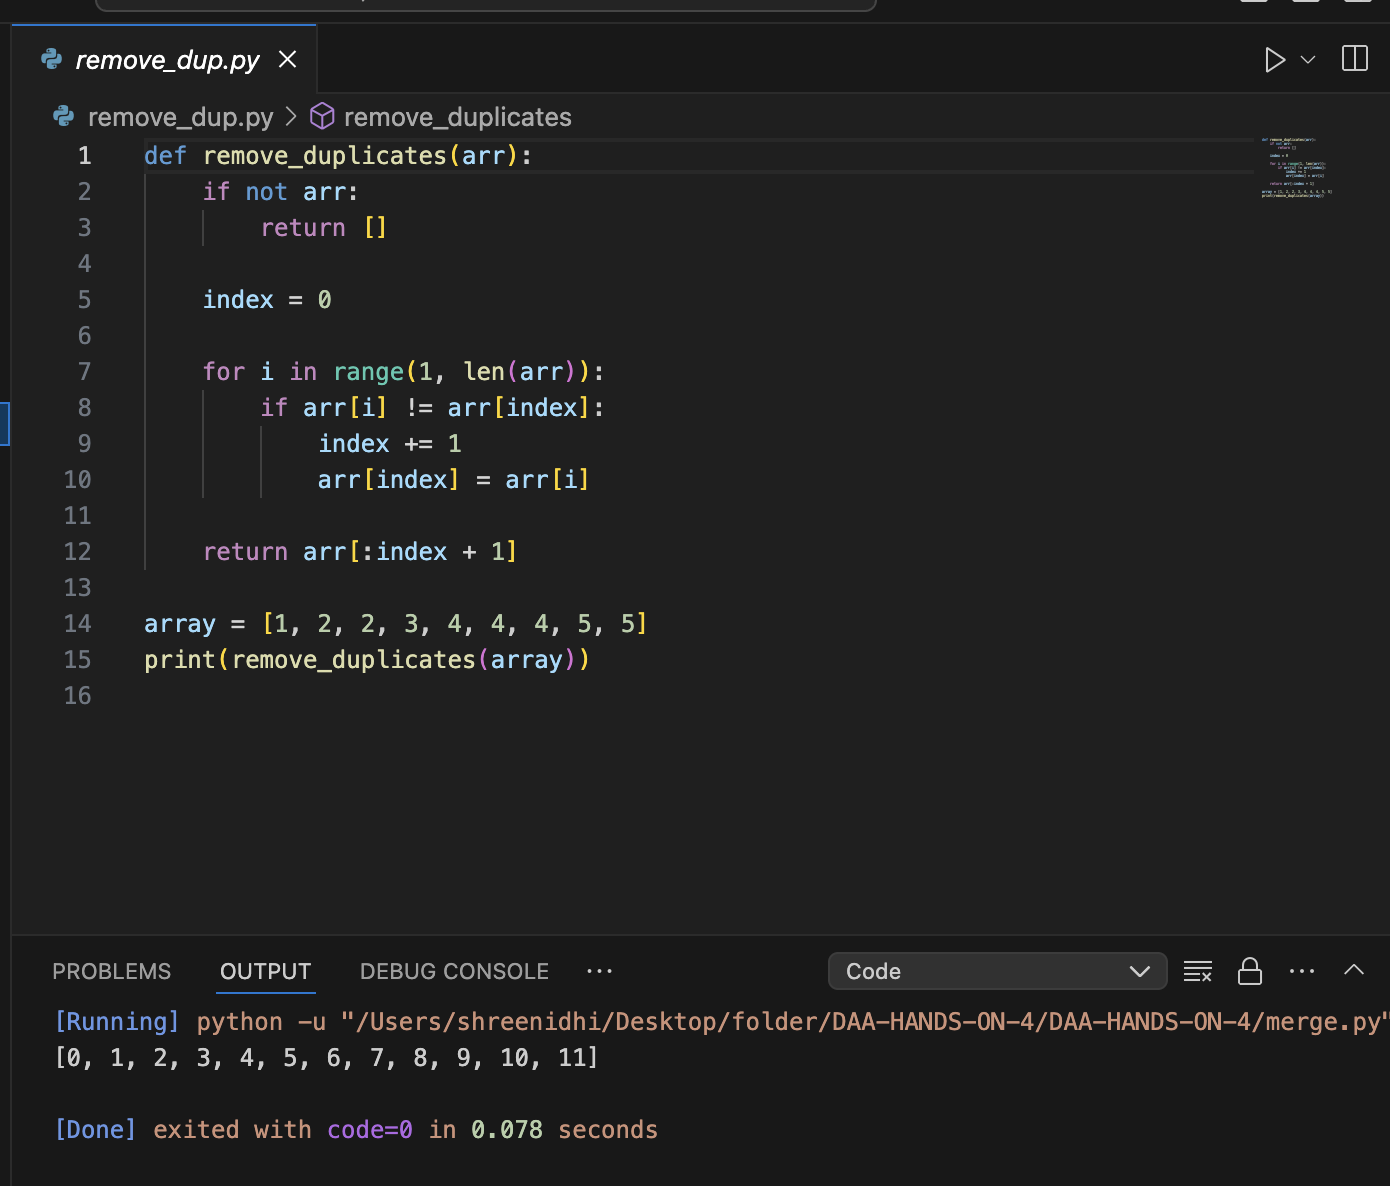 remove_dup.py
remove_dup.py > remove_duplicates
1 def remove_duplicates(arr):
2     if not arr:
3         return []
4
5     index = 0
6
7     for i in range(1, len(arr)):
8         if arr[i] != arr[index]:
9             index += 1
10             arr[index] = arr[i]
11
12     return arr[:index + 1]
13
14 array = [1, 2, 2, 3, 4, 4, 4, 5, 5]
15 print(remove_duplicates(array))
16
PROBLEMS OUTPUT DEBUG CONSOLE ··· Code
[Running] python -u "/Users/shreenidhi/Desktop/folder/DAA-HANDS-ON-4/DAA-HANDS-ON-4/merge.py"
[0, 1, 2, 3, 4, 5, 6, 7, 8, 9, 10, 11]
[Done] exited with code=0 in 0.078 seconds